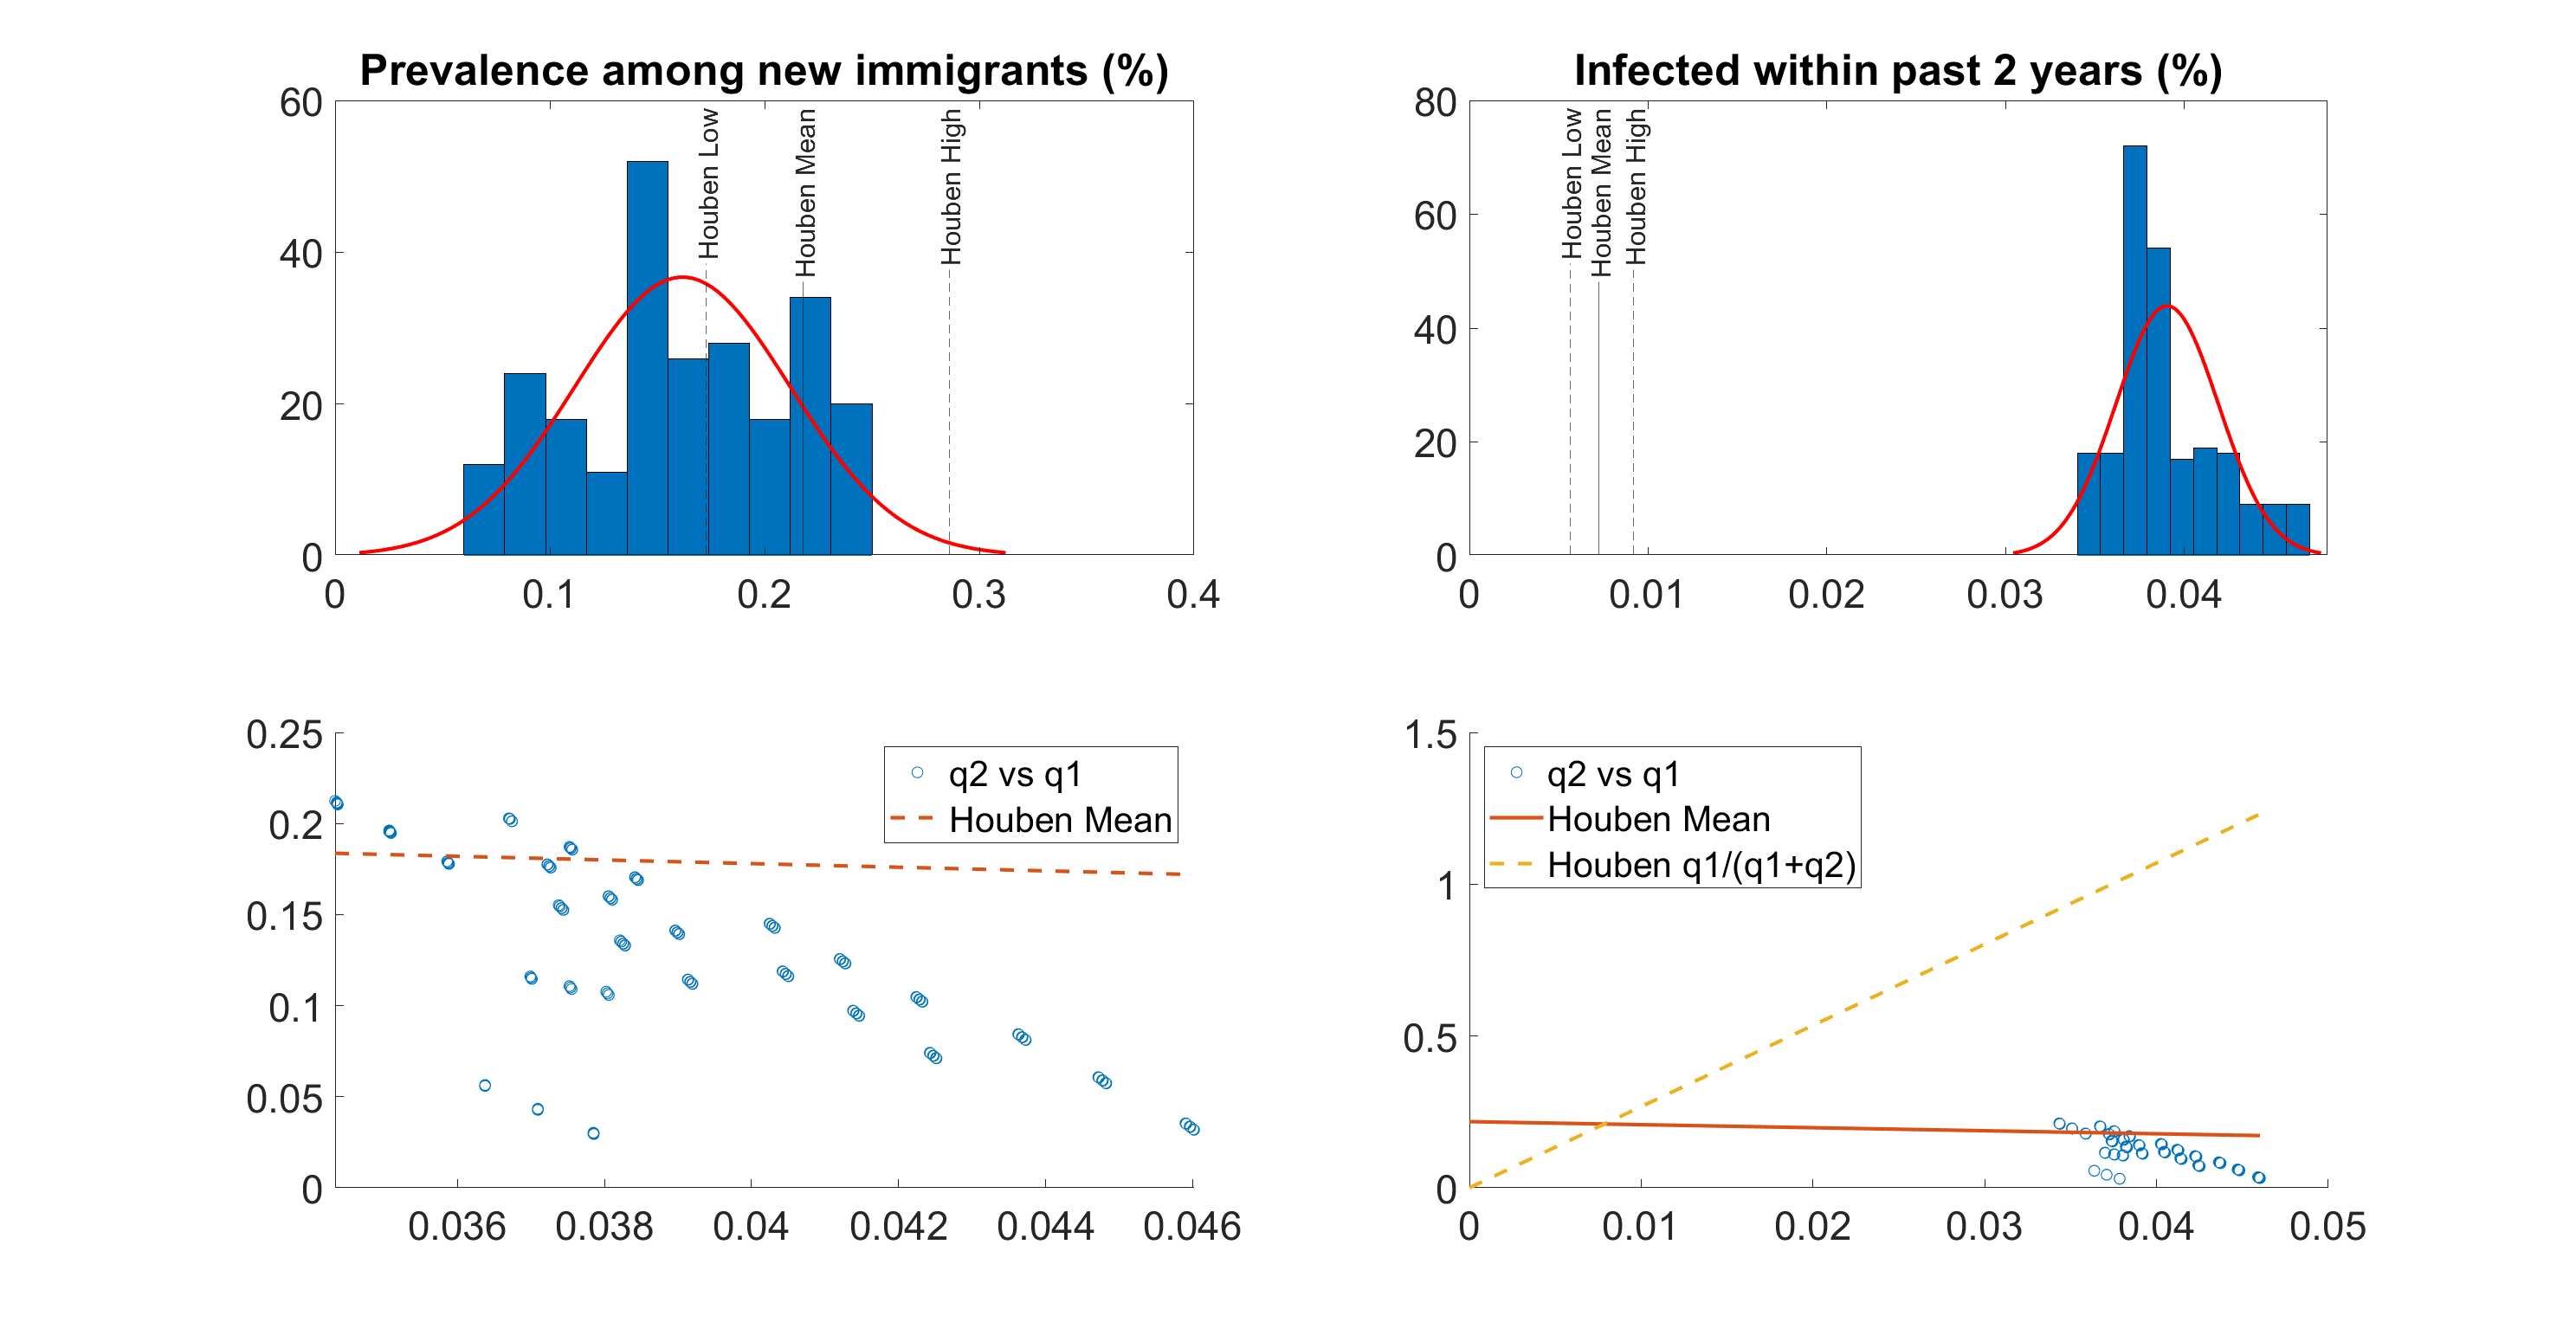 Prevalence among new immigrants (%)
60
40
20
0
0 0.1 0.2 0.3 0.4
Houben Low
Houben Mean
Houben High
Infected within past 2 years (%)
80
60
40
20
0
0 0.01 0.02 0.03 0.04
Houben Low
Houben Mean
Houben High
0.25
0.2
0.15
0.1
0.05
0
0.036 0.038 0.04 0.042 0.044 0.046
q2 vs q1
Houben Mean
1.5
1
0.5
0
0 0.01 0.02 0.03 0.04 0.05
q2 vs q1
Houben Mean
Houben q1/(q1+q2)